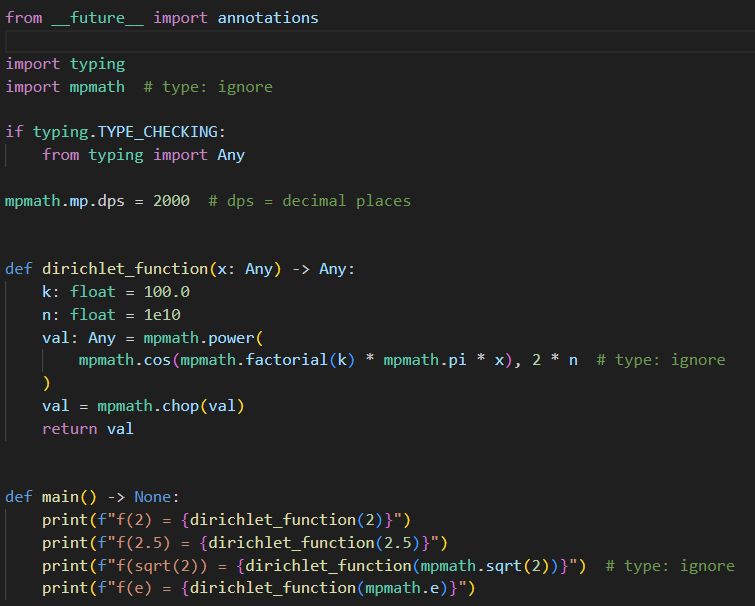 from __future__ import annotations
import typing
import mpmath  # type: ignore
if typing.TYPE_CHECKING:
    from typing import Any
mpmath.mp.dps = 2000  # dps = decimal places
def dirichlet_function(x: Any) -> Any:
    k: float = 100.0
    n: float = 1e10
    val: Any = mpmath.power(
        mpmath.cos(mpmath.factorial(k) * mpmath.pi * x), 2 * n  # type: ignore
    )
    val = mpmath.chop(val)
    return val
def main() -> None:
    print(f"f(2) = {dirichlet_function(2)}")
    print(f"f(2.5) = {dirichlet_function(2.5)}")
    print(f"f(sqrt(2)) = {dirichlet_function(mpmath.sqrt(2))}")  # type: ignore
    print(f"f(e) = {dirichlet_function(mpmath.e)}")